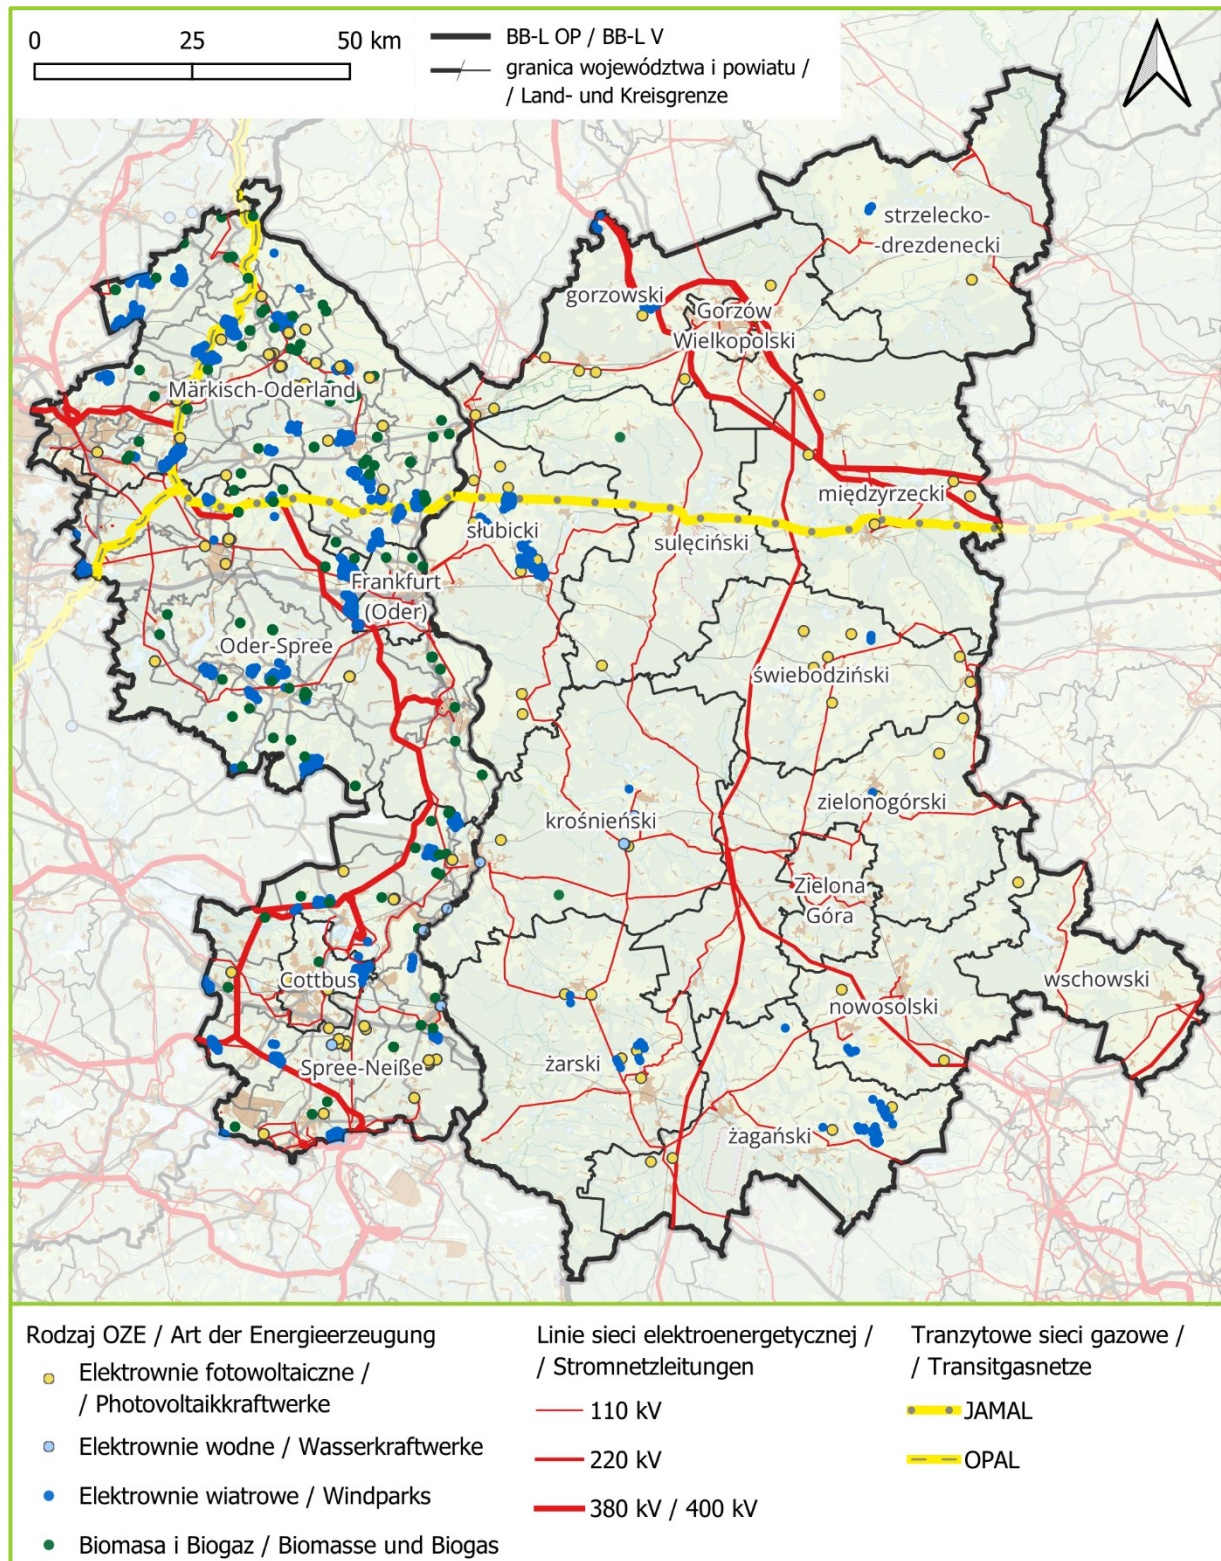 0 25 50 km
BB-L OP / BB-L V
granica województwa i powiatu /
/ Land- und Kreisgrenze
strzelecko-
-drezdenecki
gorzowski
Gorzów
Wielkopolski
Märkisch-Oderland
międzyrzecki
słubicki
sulęciński
Frankfurt
(Oder)
Oder-Spree
świebodziński
krośnieński
zielonogórski
Zielona
Góra
Cottbus
wschowski
nowosolski
Spree-Neiße
żarski
żagański
Rodzaj OZE / Art der Energieerzeugung
Elektrownie fotowoltaiczne /
/ Photovoltaikkraftwerke
Elektrownie wodne / Wasserkraftwerke
Elektrownie wiatrowe / Windparks
Biomasa i Biogaz / Biomasse und Biogas
Linie sieci elektroenergetycznej /
/ Stromnetzleitungen
110 kV
220 kV
380 kV / 400 kV
Tranzytowe sieci gazowe /
/ Transitgasnetze
JAMAL
OPAL